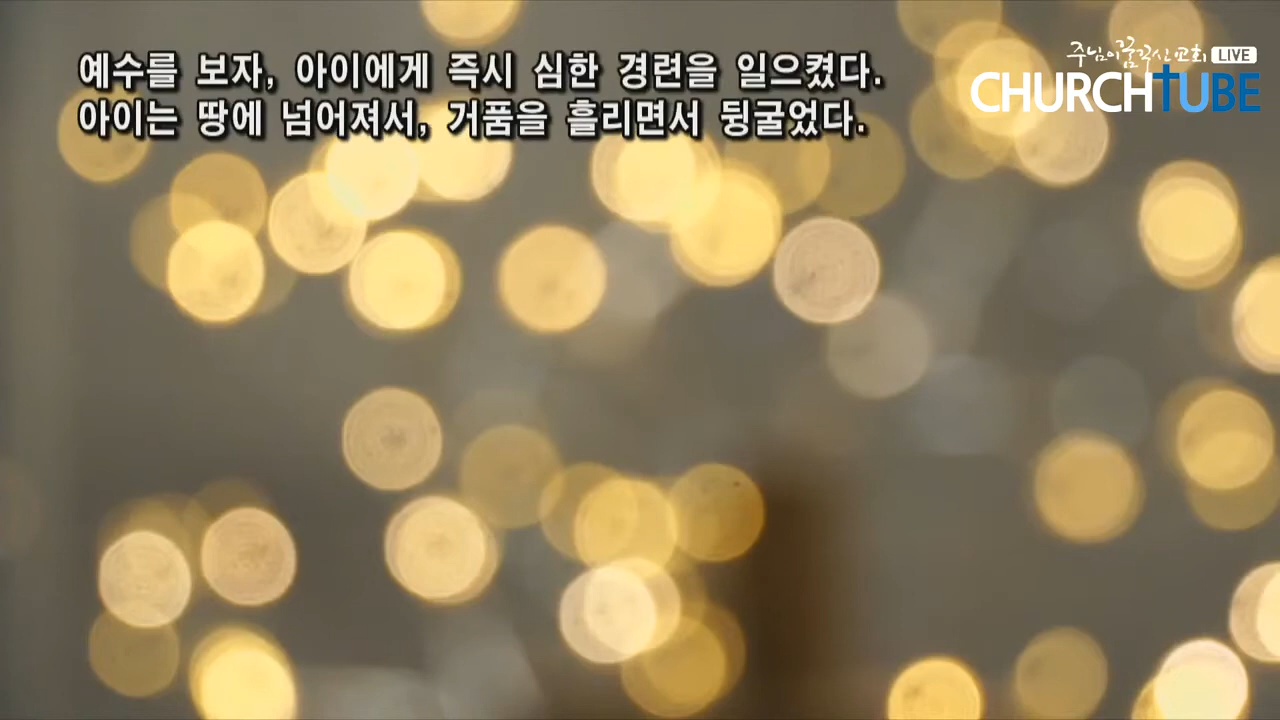 예수를 보자, 아이에게 즉시 심한 경련을 일으켰다.
아이는 땅에 넘어져서, 거품을 흘리면서 뒹굴었다.
주님이꿈꾸신교회 LIVE
CHURCHTUBE